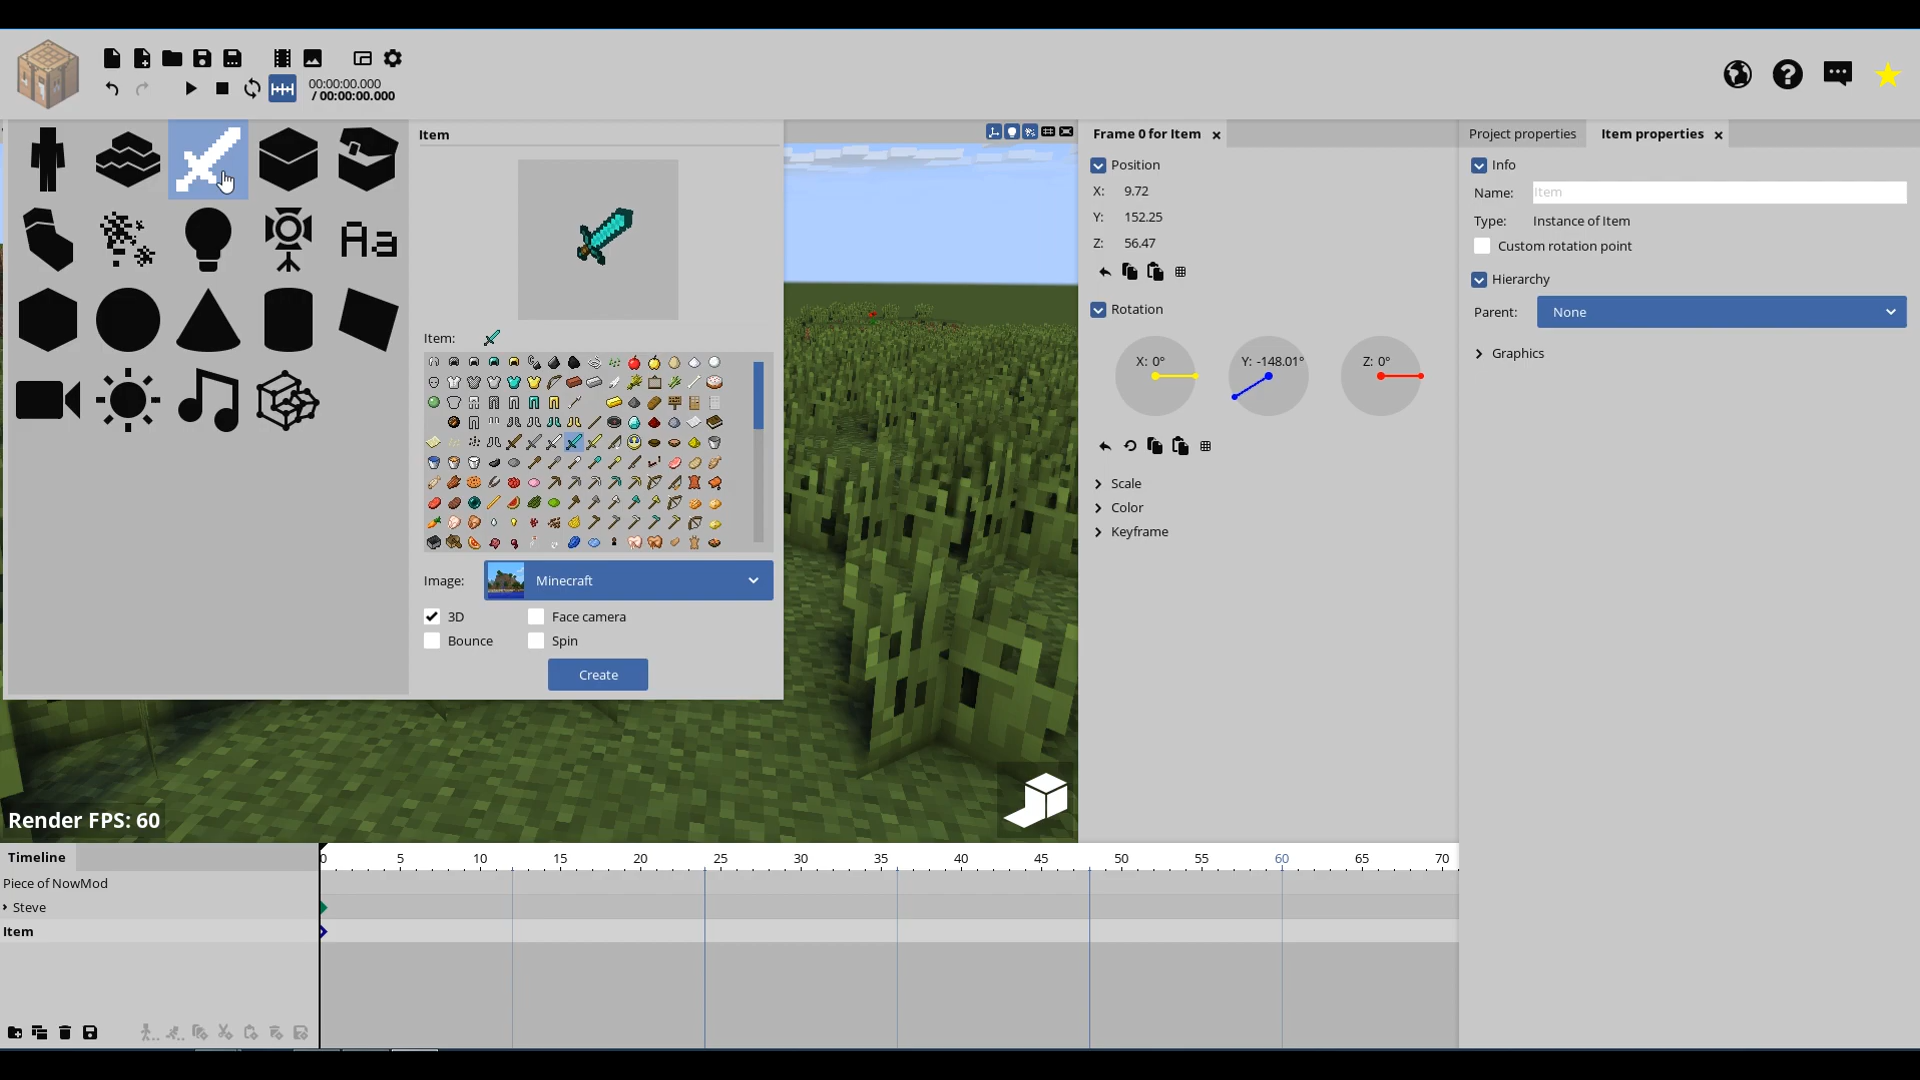 00:00:00.000
/ 00:00:00.000
Item
Item:
Image: Minecraft
3D Face camera
Bounce Spin
Create
Aa
Render FPS: 60
Frame 0 for Item
Position
X: 9.72
Y: 152.25
Z: 56.47
Rotation
X: 0° Y: -148.01° Z: 0°
Scale
Color
Keyframe
Project properties Item properties
Info
Name: Item
Type: Instance of Item
Custom rotation point
Hierarchy
Parent: None
Graphics
Timeline
0 5 10 15 20 25 30 35 40 45 50 55 60 65 70
Piece of NowMod
Steve
Item